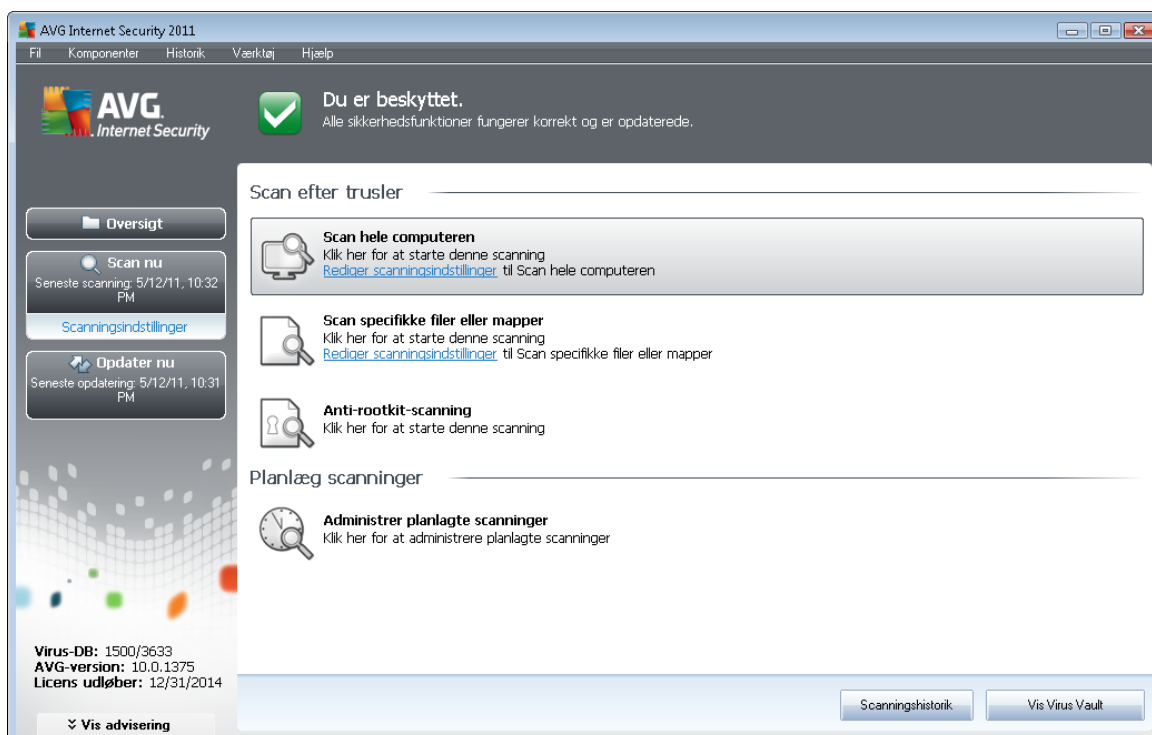 AVG Internet Security 2011
Fil Komponenter Historik Værktøj Hjælp
AVG.
Internet Security
Du er beskyttet.
Alle sikkerhedsfunktioner fungerer korrekt og er opdaterede.
Oversigt
Scan nu
Seneste scanning: 5/12/11, 10:32
PM
Scanningsindstillinger
Opdater nu
Seneste opdatering: 5/12/11, 10:31
PM
Virus-DB: 1500/3633
AVG-version: 10.0.1375
Licens udløber: 12/31/2014
Vis advisering
Scan efter trusler
Scan hele computeren
Klik her for at starte denne scanning
Rediger scanningsindstillinger til Scan hele computeren
Scan specifikke filer eller mapper
Klik her for at starte denne scanning
Rediger scanningsindstillinger til Scan specifikke filer eller mapper
Anti-rootkit-scanning
Klik her for at starte denne scanning
Planlæg scanninger
Administrer planlagte scanninger
Klik her for at administrere planlagte scanninger
Scanningshistorik
Vis Virus Vault